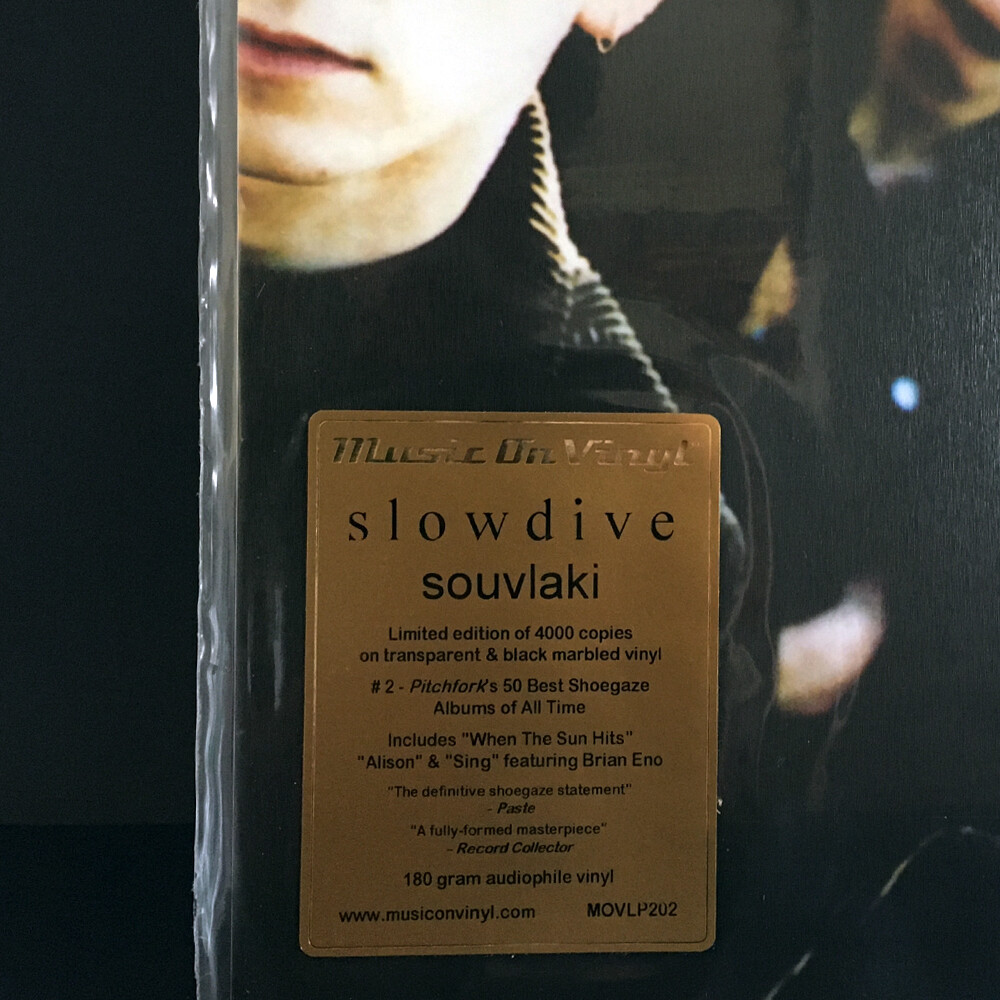 Music On Vinyl
slowdive
souvlaki
Limited edition of 4000 copies
on transparent & black marbled vinyl
# 2 - Pitchfork's 50 Best Shoegaze
Albums of All Time
Includes "When The Sun Hits"
"Alison" & "Sing" featuring Brian Eno
"The definitive shoegaze statement"
- Paste
"A fully-formed masterpiece"
- Record Collector
180 gram audiophile vinyl
www.musiconvinyl.com MOVLP202